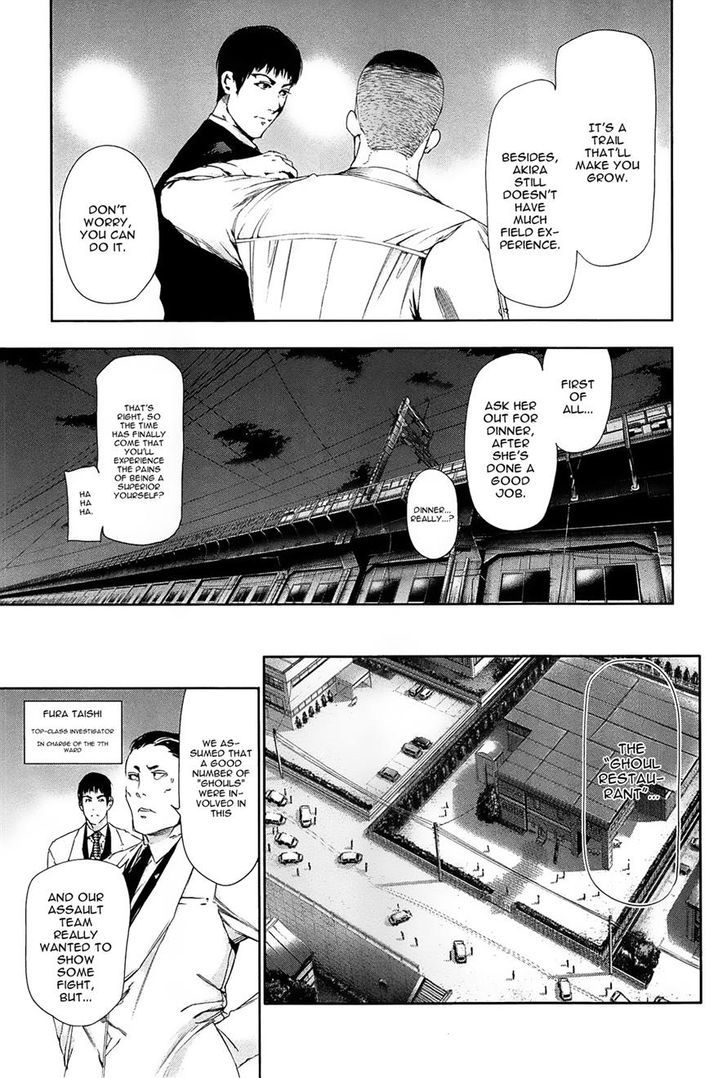 IT'S A
TRAIL
THAT'LL
MAKE YOU
GROW.
BESIDES,
AKIRA
STILL
DOESN'T
HAVE
MUCH
FIELD EX-
PERIENCE.
DON'T
WORRY,
YOU CAN
DO IT.
FIRST
OF
ALL...
ASK HER
OUT FOR
DINNER,
AFTER
SHE'S
DONE A
GOOD
JOB.
DINNER...
REALLY...?
THAT'S
RIGHT, SO
THE TIME
HAS FINALLY
COME THAT
YOU'LL
EXPERIENCE
THE PAINS
OF BEING A
SUPERIOR
YOURSELF?
HA
HA
HA.
THE
"GHOUL
RESTAU-
RANT"...
WE AS-
SUMED THAT
A GOOD
NUMBER OF
"GHOULS"
WERE IN-
VOLVED IN
THIS
FURA TAISHI
TOP-CLASS INVESTIGATOR
IN CHARGE OF THE 7TH
WARD
AND OUR
ASSAULT
TEAM
REALLY
WANTED TO
SHOW
SOME
FIGHT,
BUT...